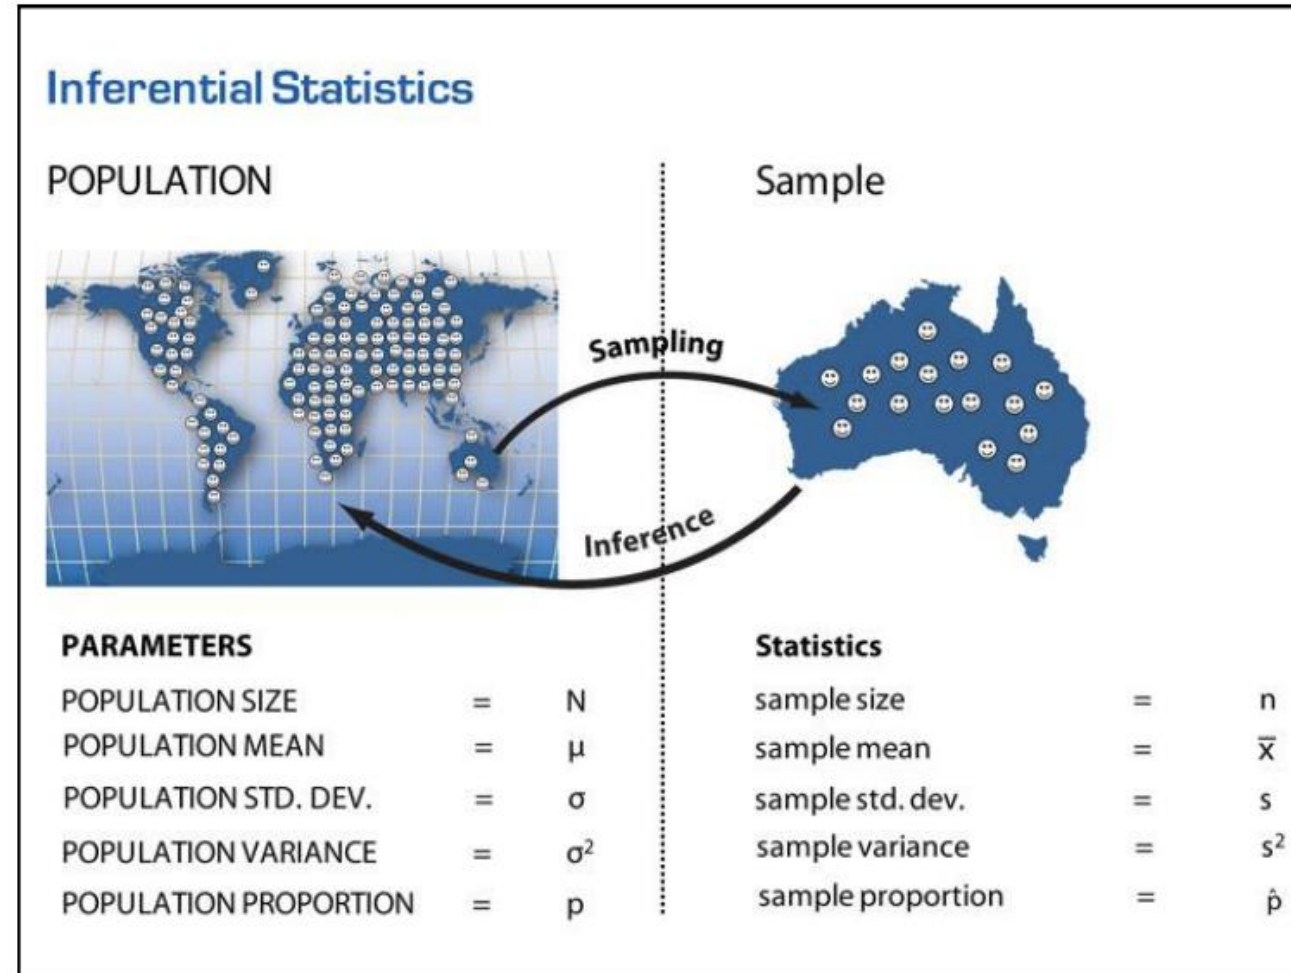 Inferential Statistics
POPULATION
Sample
Sampling
Inference
PARAMETERS
POPULATION SIZE = N
POPULATION MEAN = μ
POPULATION STD. DEV. = σ
POPULATION VARIANCE = σ²
POPULATION PROPORTION = p
Statistics
sample size = n
sample mean = x̅
sample std. dev. = s
sample variance = s²
sample proportion = p̂